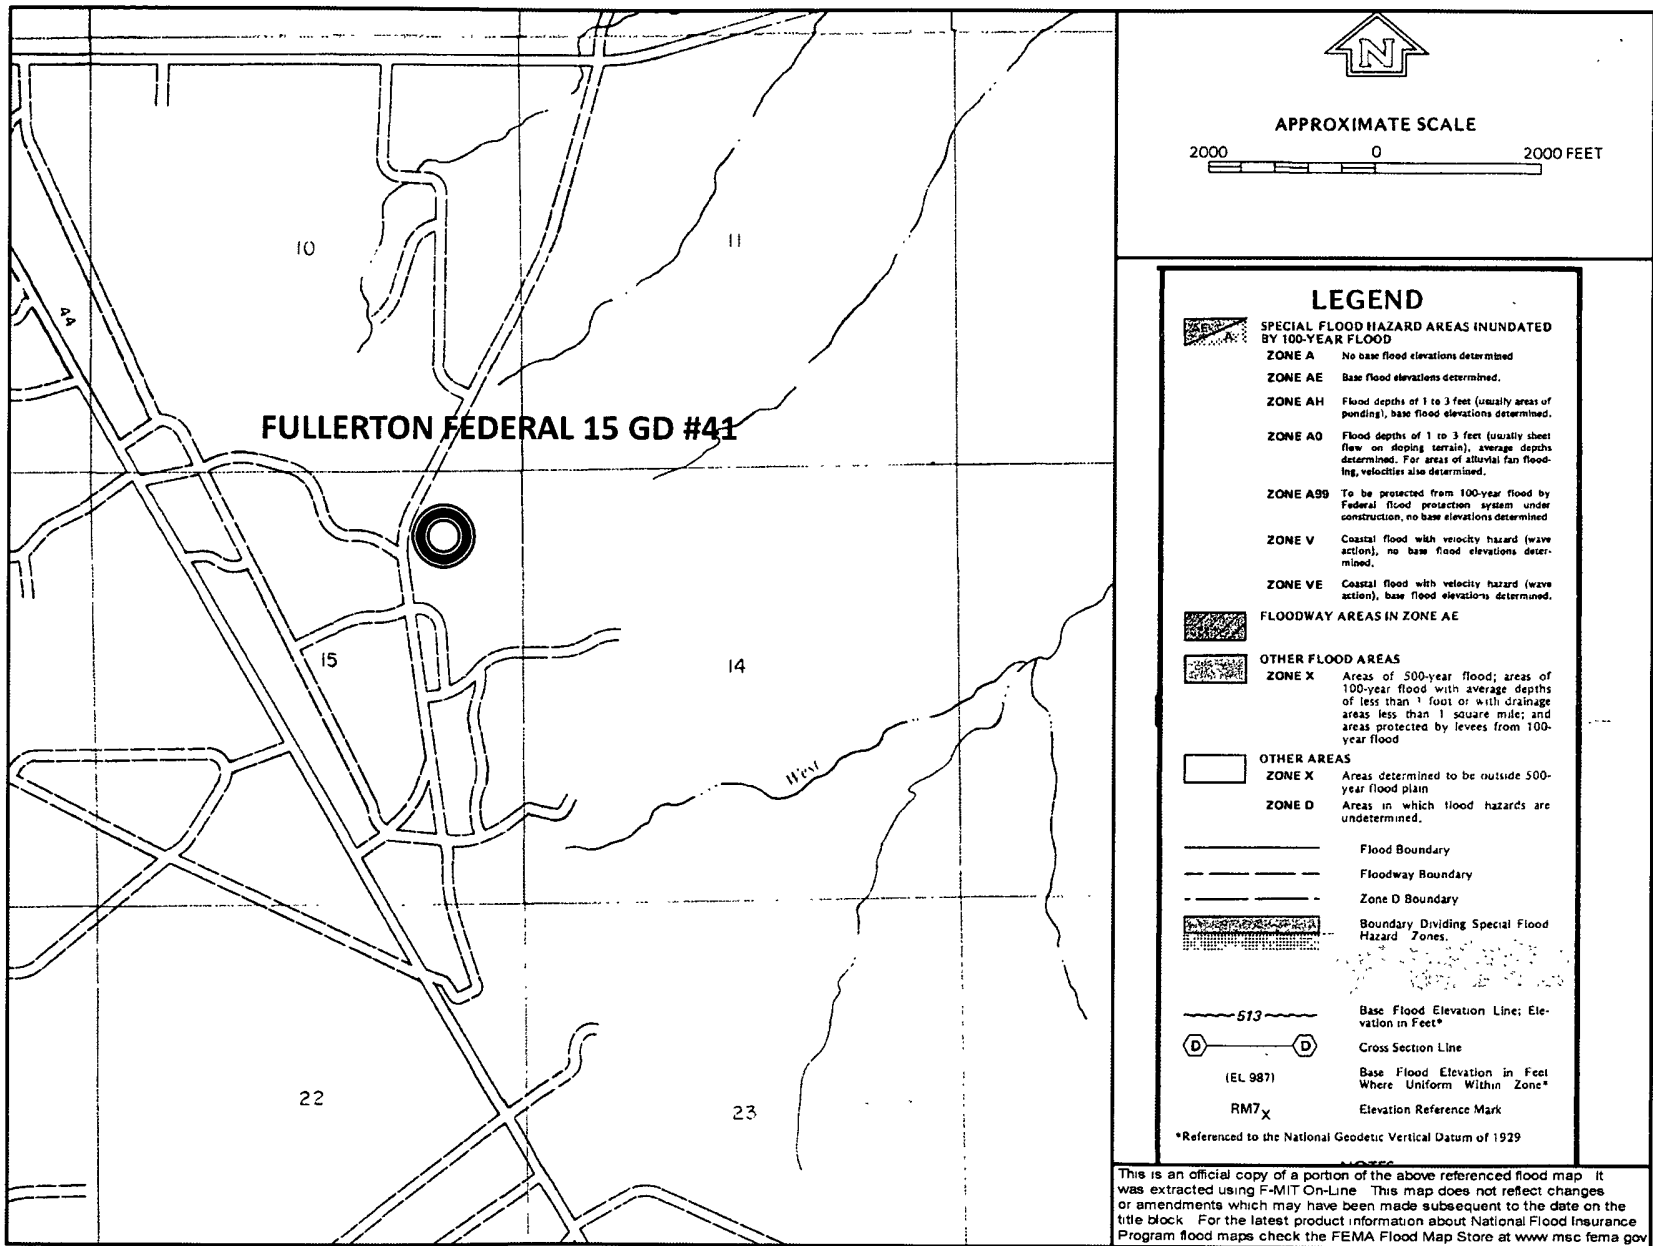 10
11
44
FULLERTON FEDERAL 15 GD #41
15
14
West
22
23
N
APPROXIMATE SCALE
2000 0 2000 FEET
LEGEND
SPECIAL FLOOD HAZARD AREAS INUNDATED
BY 100-YEAR FLOOD
ZONE A No base flood elevations determined
ZONE AE Base flood elevations determined.
ZONE AH Flood depths of 1 to 3 feet (usually areas of
ponding), base flood elevations determined.
ZONE AO Flood depths of 1 to 3 feet (usually sheet
flow on sloping terrain), average depths
determined. For areas of alluvial fan flood-
ing, velocities also determined.
ZONE A99 To be protected from 100-year flood by
Federal flood protection system under
construction, no base elevations determined
ZONE V Coastal flood with velocity hazard (wave
action), no base flood elevations deter-
mined.
ZONE VE Coastal flood with velocity hazard (wave
action), base flood elevations determined.
FLOODWAY AREAS IN ZONE AE
OTHER FLOOD AREAS
ZONE X Areas of 500-year flood; areas of
100-year flood with average depths
of less than 1 foot or with drainage
areas less than 1 square mile; and
areas protected by levees from 100-
year flood
OTHER AREAS
ZONE X Areas determined to be outside 500-
year flood plain
ZONE D Areas in which flood hazards are
undetermined.
Flood Boundary
Floodway Boundary
Zone D Boundary
Boundary Dividing Special Flood
Hazard Zones.
513 Base Flood Elevation Line; Ele-
vation in Feet*
D D Cross Section Line
(EL 987) Base Flood Elevation in Feet
Where Uniform Within Zone*
RM7X Elevation Reference Mark
*Referenced to the National Geodetic Vertical Datum of 1929
This is an official copy of a portion of the above referenced flood map It
was extracted using F-MIT On-Line This map does not reflect changes
or amendments which may have been made subsequent to the date on the
title block For the latest product information about National Flood Insurance
Program flood maps check the FEMA Flood Map Store at www msc fema gov